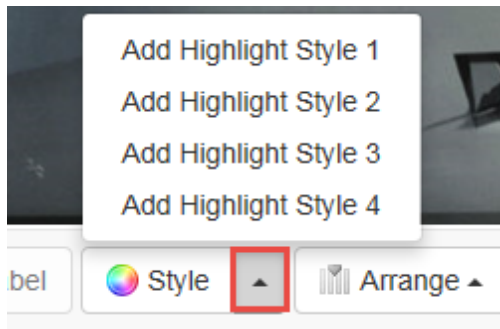 Add Highlight Style 1
Add Highlight Style 2
Add Highlight Style 3
Add Highlight Style 4
bel Style Arrange